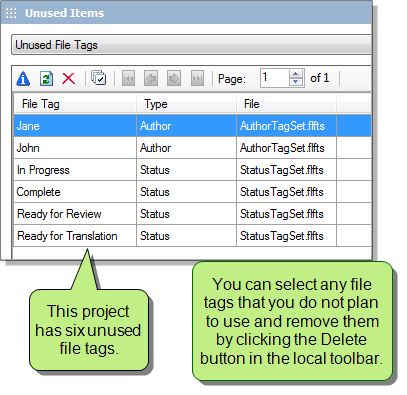 Unused Items
Unused File Tags
Page: 1 of 1
File Tag Type File
Jane Author AuthorTagSet.flfts
John Author AuthorTagSet.flfts
In Progress Status StatusTagSet.flfts
Complete Status StatusTagSet.flfts
Ready for Review Status StatusTagSet.flfts
Ready for Translation Status StatusTagSet.flfts
This project
has six unused
file tags.
You can select any file
tags that you do not plan
to use and remove them
by clicking the Delete
button in the local toolbar.